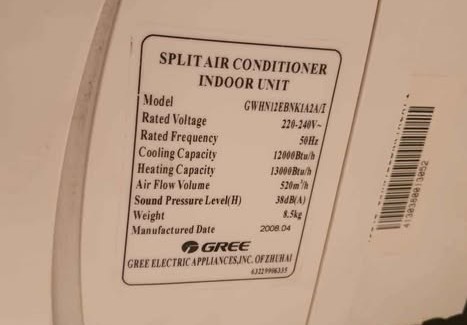 SPLIT AIR CONDITIONER
INDOOR UNIT
Model GWHN12EBNK1A2A/I
Rated Voltage 220-240V~
Rated Frequency 50Hz
Cooling Capacity 12000Btu/h
Heating Capacity 13000Btu/h
Air Flow Volume 520m³/h
Sound Pressure Level(H) 38dB(A)
Weight 8.5kg
Manufactured Date 2008.04
GREE
GREE ELECTRIC APPLIANCES,INC. OF ZHUHAI
63229996335
4130360013052